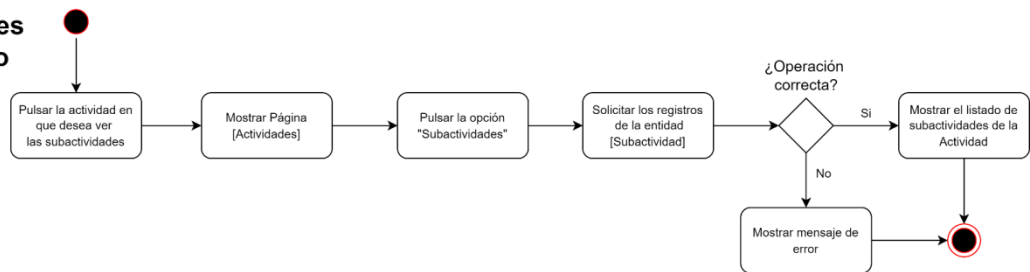 es
o
Pulsar la actividad en
que desea ver
las subactividades
Mostrar Página
[Actividades]
Pulsar la opción
"Subactividades"
Solicitar los registros
de la entidad
[Subactividad]
¿Operación
correcta?
Si
No
Mostrar el listado de
subactividades de la
Actividad
Mostrar mensaje de
error